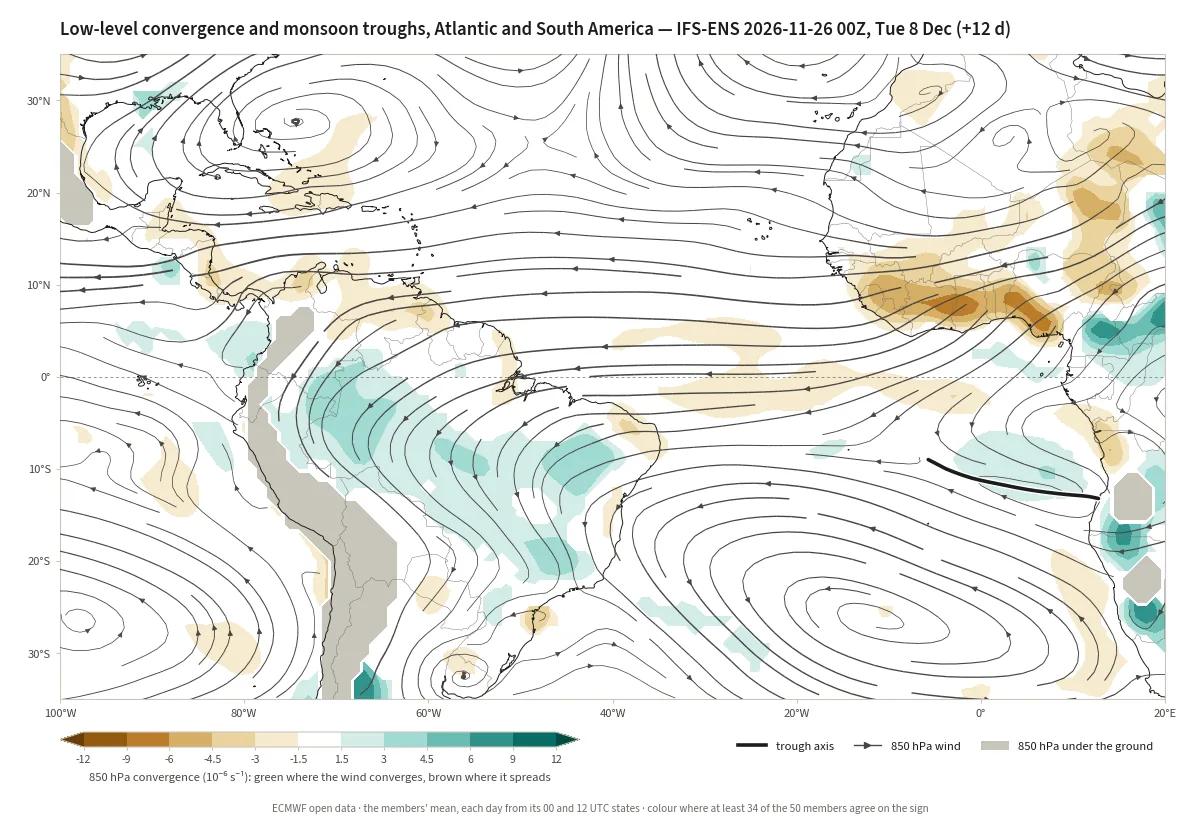 Low-level convergence and monsoon troughs, Atlantic and South America — IFS-ENS 2026-11-26 00Z, Tue 8 Dec (+12 d)
30°N
20°N
10°N
0°
10°S
20°S
30°S
100°W 80°W 60°W 40°W 20°W 0° 20°E
-12 -9 -6 -4.5 -3 -1.5 1.5 3 4.5 6 9 12
850 hPa convergence (10⁻⁶ s⁻¹): green where the wind converges, brown where it spreads
trough axis 850 hPa wind 850 hPa under the ground
ECMWF open data · the members' mean, each day from its 00 and 12 UTC states · colour where at least 34 of the 50 members agree on the sign